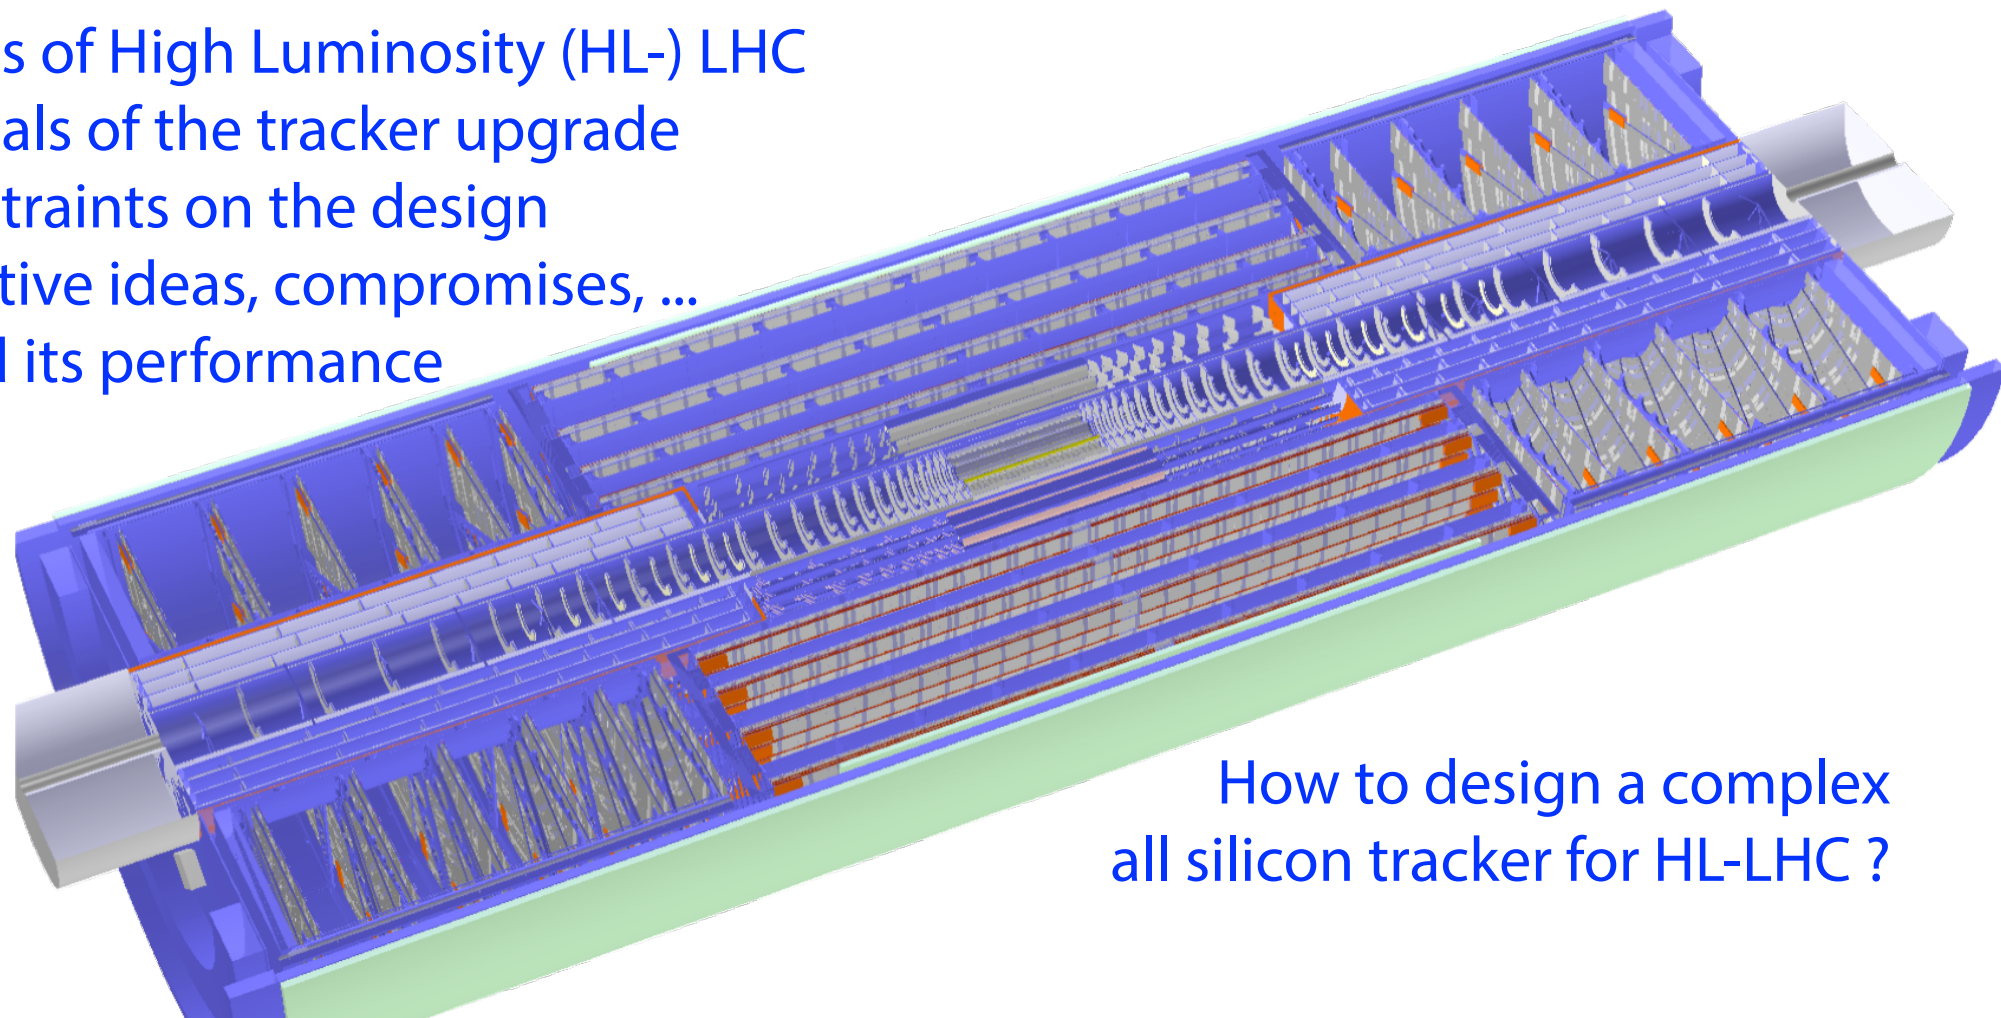 s of High Luminosity (HL-) LHC
als of the tracker upgrade
traints on the design
tive ideas, compromises, ...
its performance
How to design a complex
all silicon tracker for HL-LHC ?